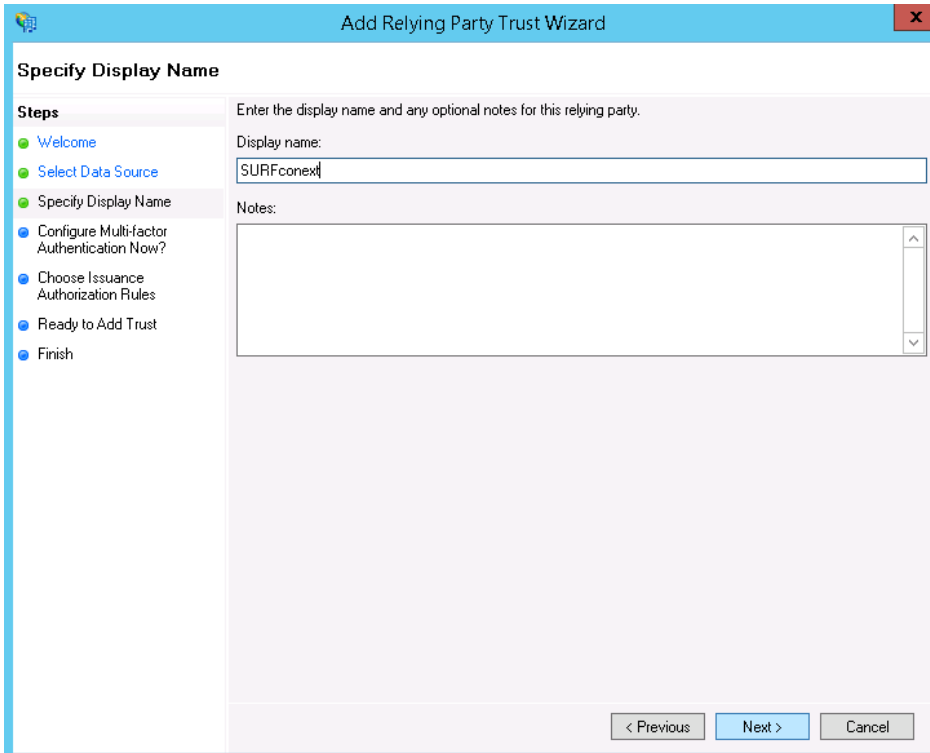 Add Relying Party Trust Wizard
x
Specify Display Name
Steps
Welcome
Select Data Source
Specify Display Name
Configure Multi-factor
Authentication Now?
Choose Issuance
Authorization Rules
Ready to Add Trust
Finish
Enter the display name and any optional notes for this relying party.
Display name:
SURFconext
Notes:
< Previous
Next >
Cancel